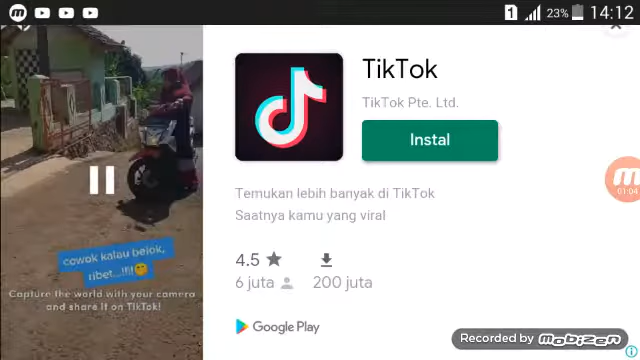 1
23%
14:12
TikTok
TikTok Pte. Ltd.
Instal
01:04
Temukan lebih banyak di TikTok
Saatnya kamu yang viral
cowok kalau belok,
ribet...!!!!🤭
Capture the world with your camera
and share it on TikTok!
4.5
6 juta
200 juta
Google Play
Recorded by
MOBIZEN